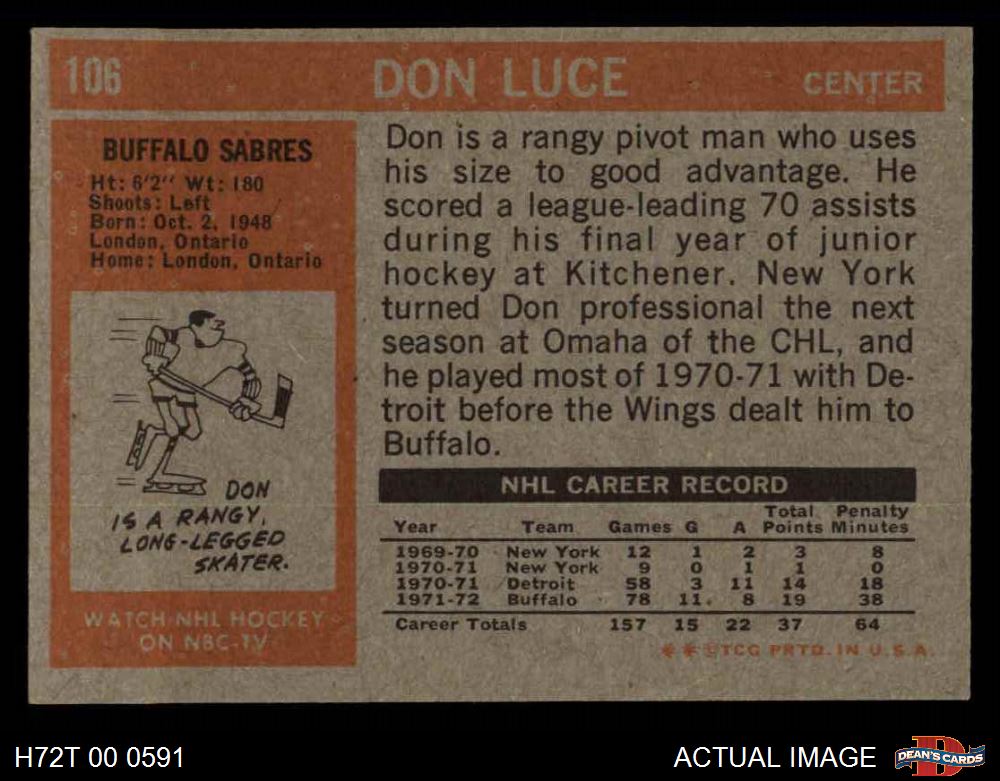 106 DON LUCE CENTER
BUFFALO SABRES
Ht: 6'2" Wt: 180
Shoots: Left
Born: Oct. 2, 1948
London, Ontario
Home: London, Ontario
DON
IS A RANGY,
LONG-LEGGED
SKATER.
WATCH NHL HOCKEY
ON NBC-TV
Don is a rangy pivot man who uses
his size to good advantage. He
scored a league-leading 70 assists
during his final year of junior
hockey at Kitchener. New York
turned Don professional the next
season at Omaha of the CHL, and
he played most of 1970-71 with De-
troit before the Wings dealt him to
Buffalo.
NHL CAREER RECORD
Year Team Games G A Total Points Penalty Minutes
1969-70 New York 12 1 2 3 8
1970-71 New York 9 0 1 1 0
1970-71 Detroit 58 3 11 14 18
1971-72 Buffalo 78 11 8 19 38
Career Totals 157 15 22 37 64
✱✱©TCG PRTD. IN U.S.A.
H72T 00 0591 ACTUAL IMAGE DEAN'S CARDS